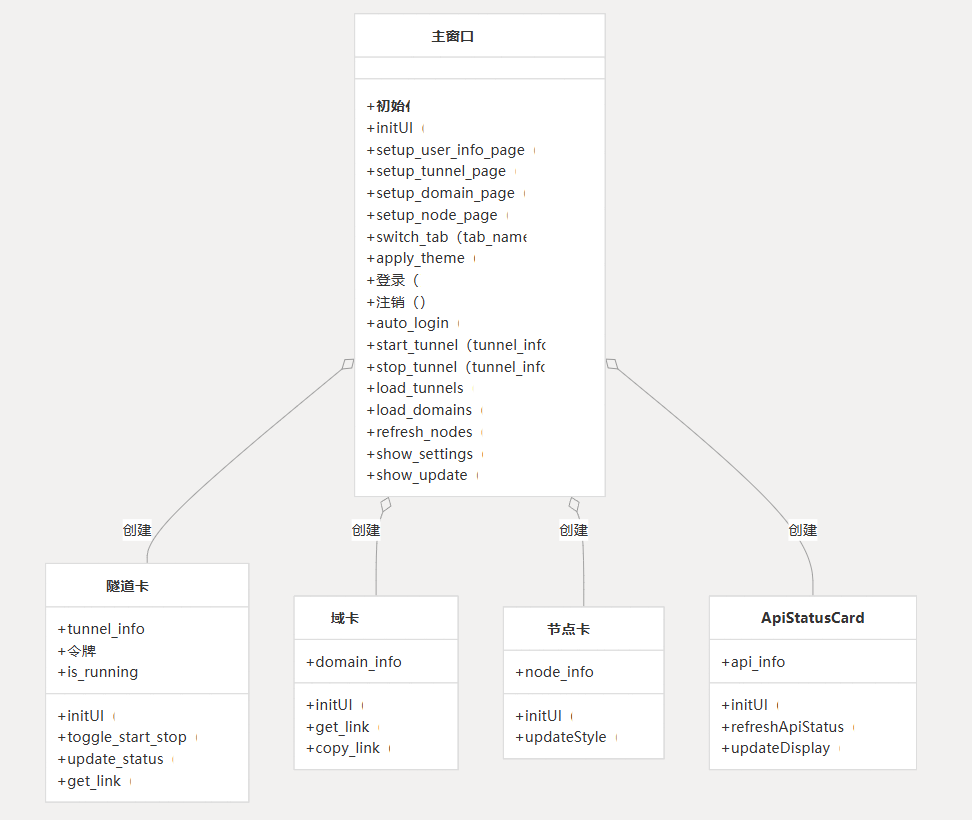 主窗口
+初始
+initUI (
+setup_user_info_page (
+setup_tunnel_page (
+setup_domain_page (
+setup_node_page (
+switch_tab（tab_name
+apply_theme (
+登录（
+注销（）
+auto_login (
+start_tunnel（tunnel_info
+stop_tunnel（tunnel_info
+load_tunnels (
+load_domains (
+refresh_nodes (
+show_settings (
+show_update (
创建
创建
创建
创建
隧道卡
+tunnel_info
+令牌
+is_running
+initUI (
+toggle_start_stop (
+update_status (
+get_link (
域卡
+domain_info
+initUI (
+get_link (
+copy_link (
节点卡
+node_info
+initUI (
+updateStyle (
ApiStatusCard
+api_info
+initUI (
+refreshApiStatus (
+updateDisplay (